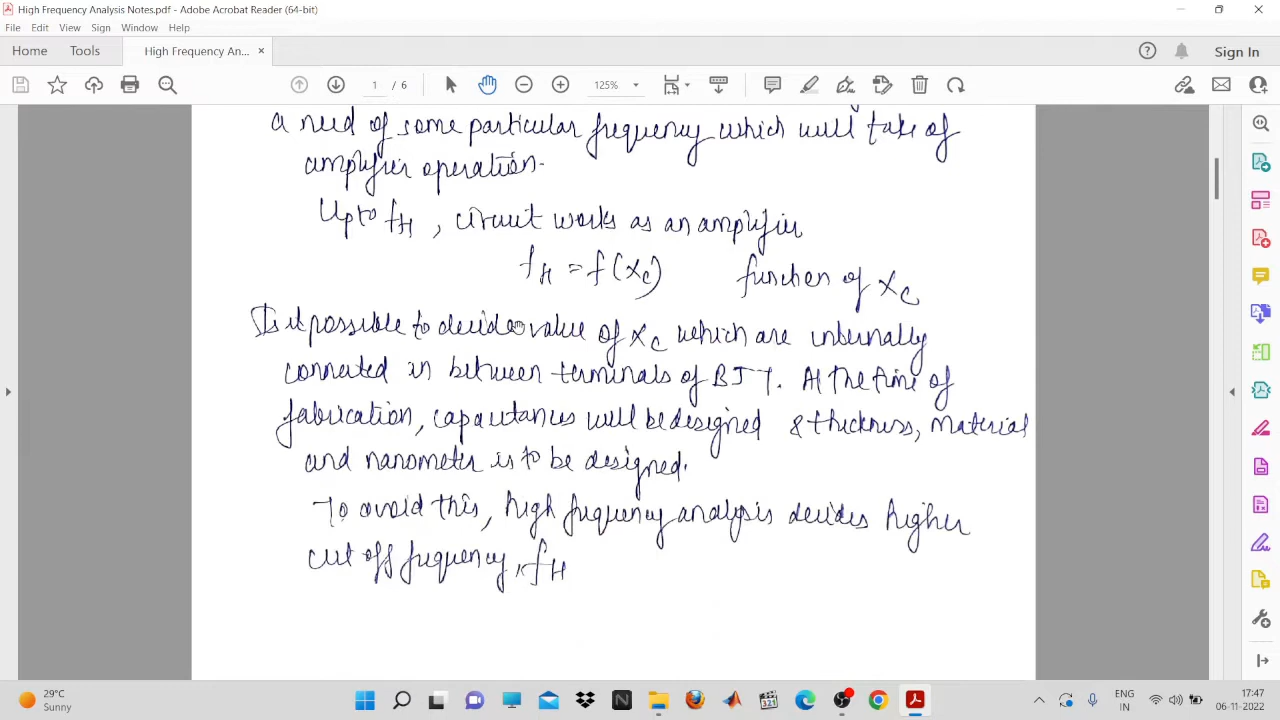 High Frequency Analysis Notes.pdf - Adobe Acrobat Reader (64-bit)
File Edit View Sign Window Help
Home Tools High Frequency An... × Sign In
1 / 6 125%
a need of some particular frequency which will take of
amplifier operation.
Upto fH , circuit works as an amplifier
fH = f(XC) function of XC
Is it possible to decide value of XC which are internally
connected in between terminals of BJT. At the time of
fabrication, capacitances will be designed & thickness, material
and nanometer is to be designed.
To avoid this, high frequency analysis decides higher
cut off frequency, fH
29°C
Sunny
ENG
IN
17:47
06-11-2022